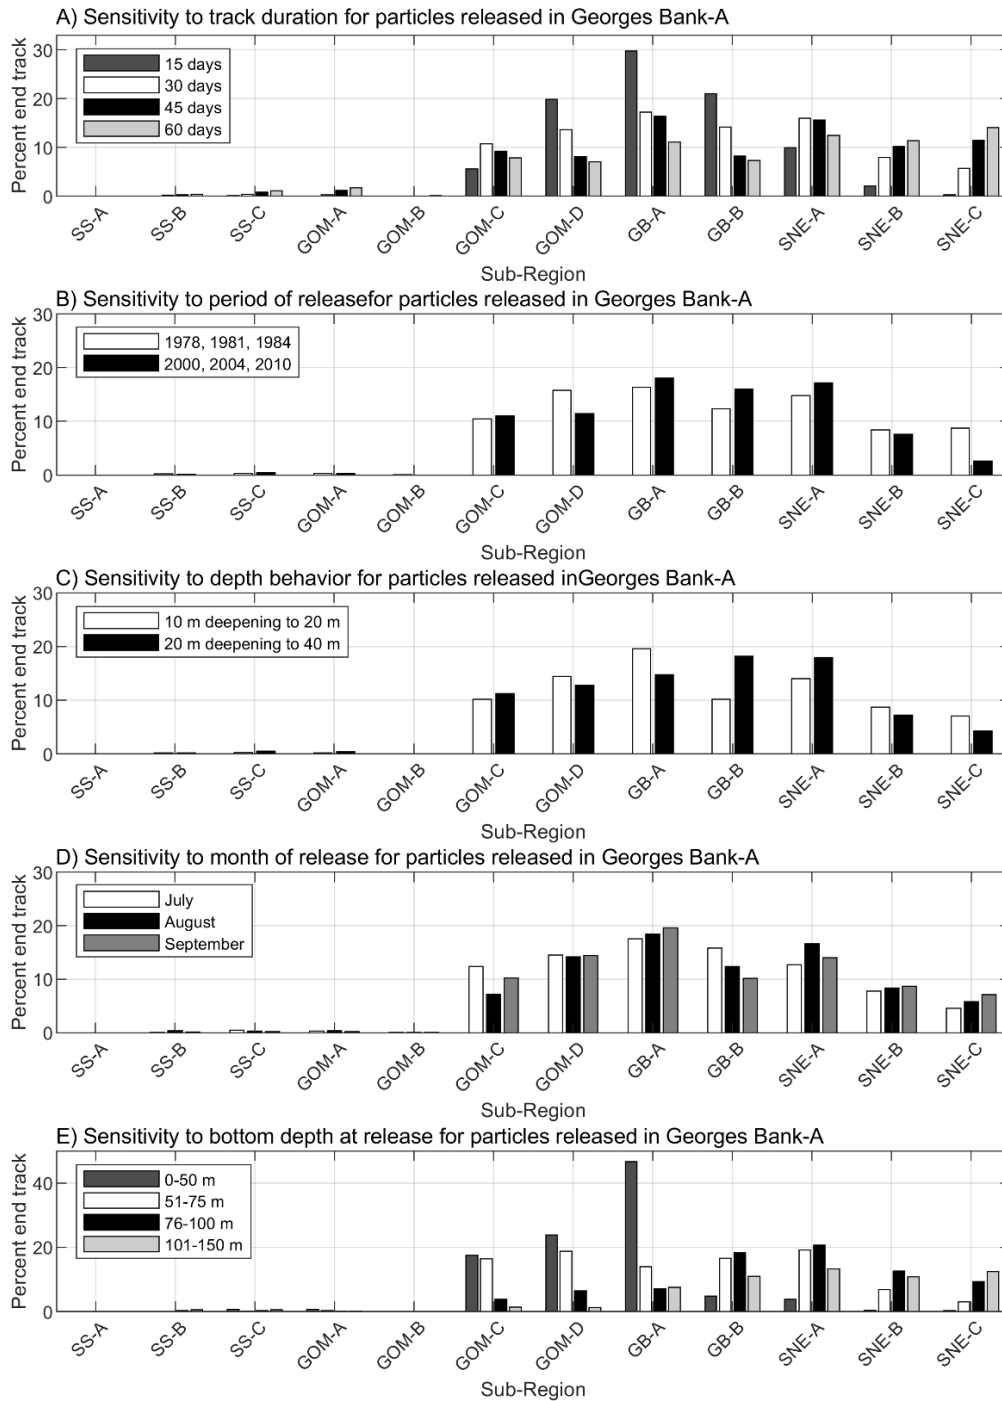 A) Sensitivity to track duration for particles released in Georges Bank-A
Percent end track
30
20
10
0
15 days
30 days
45 days
60 days
SS-A SS-B SS-C GOM-A GOM-B GOM-C GOM-D GB-A GB-B SNE-A SNE-B SNE-C
Sub-Region
B) Sensitivity to period of releasefor particles released in Georges Bank-A
Percent end track
30
20
10
0
1978, 1981, 1984
2000, 2004, 2010
SS-A SS-B SS-C GOM-A GOM-B GOM-C GOM-D GB-A GB-B SNE-A SNE-B SNE-C
Sub-Region
C) Sensitivity to depth behavior for particles released inGeorges Bank-A
Percent end track
30
20
10
0
10 m deepening to 20 m
20 m deepening to 40 m
SS-A SS-B SS-C GOM-A GOM-B GOM-C GOM-D GB-A GB-B SNE-A SNE-B SNE-C
Sub-Region
D) Sensitivity to month of release for particles released in Georges Bank-A
Percent end track
30
20
10
0
July
August
September
SS-A SS-B SS-C GOM-A GOM-B GOM-C GOM-D GB-A GB-B SNE-A SNE-B SNE-C
Sub-Region
E) Sensitivity to bottom depth at release for particles released in Georges Bank-A
Percent end track
40
20
0
0-50 m
51-75 m
76-100 m
101-150 m
SS-A SS-B SS-C GOM-A GOM-B GOM-C GOM-D GB-A GB-B SNE-A SNE-B SNE-C
Sub-Region